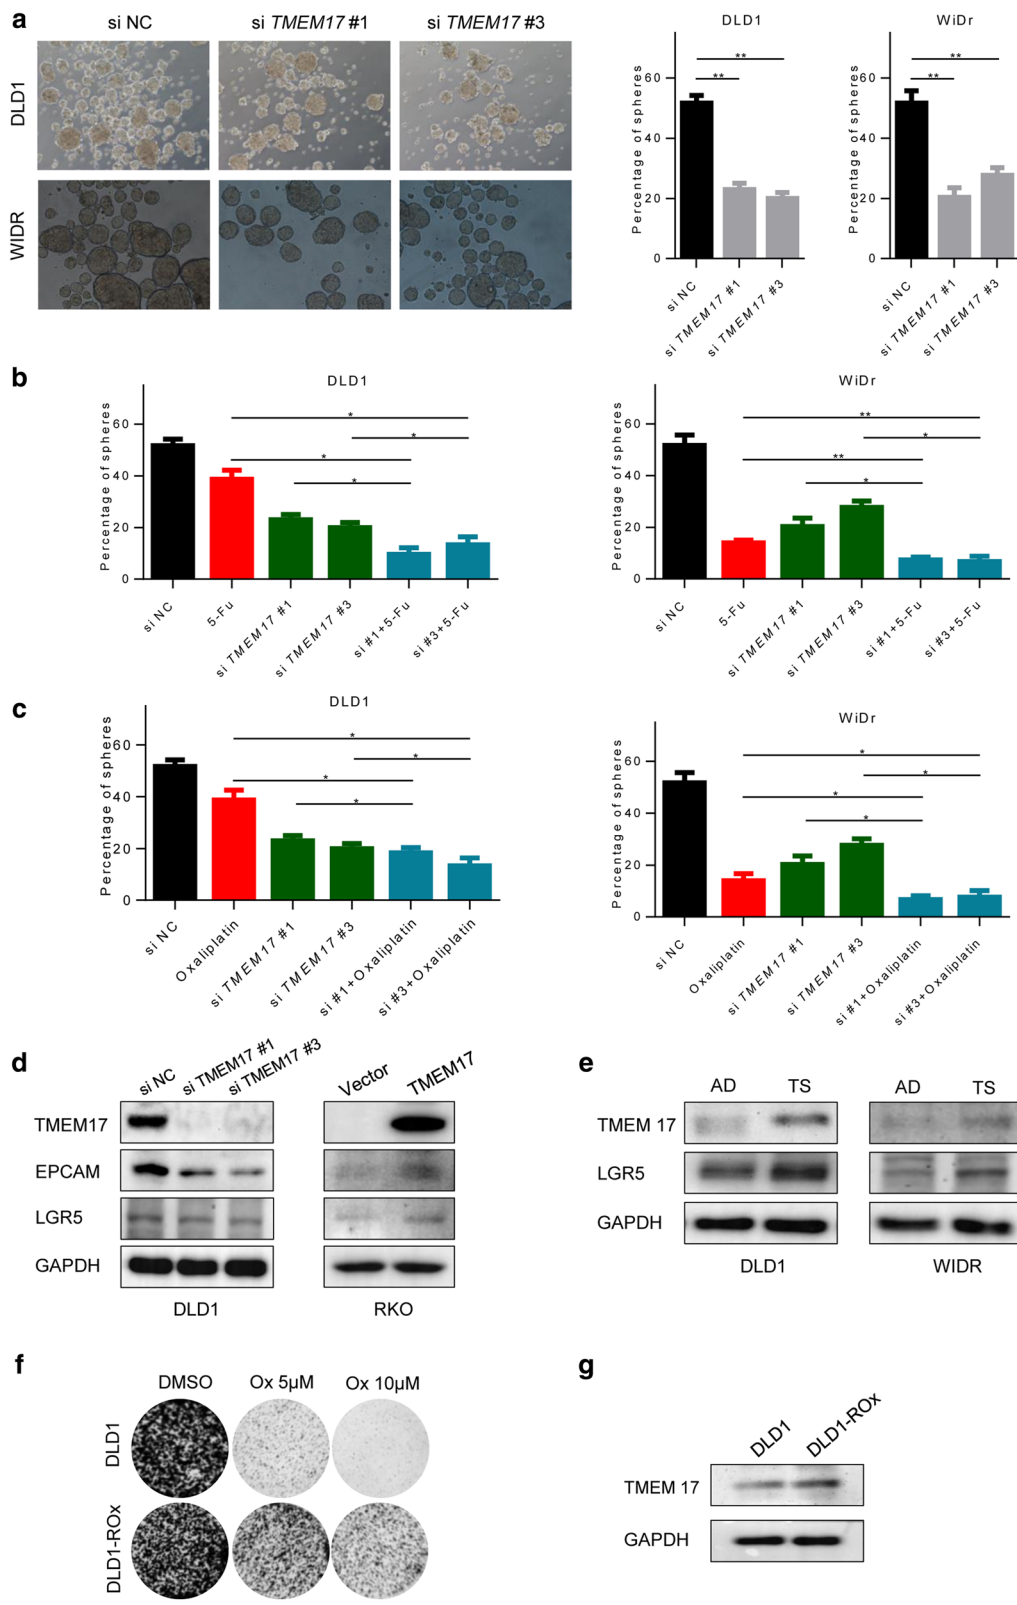 a
si NC
si TMEM17 #1
si TMEM17 #3
DLD1
WIDR
DLD1
Percentage of spheres
60
40
20
0
**
**
si NC
si TMEM17 #1
si TMEM17 #3
WiDr
Percentage of spheres
60
40
20
0
**
**
si NC
si TMEM17 #1
si TMEM17 #3
b
DLD1
Percentage of spheres
60
40
20
0
*
*
*
*
si NC
5-Fu
si TMEM17 #1
si TMEM17 #3
si #1+5-Fu
si #3+5-Fu
WiDr
Percentage of spheres
60
40
20
0
**
*
**
*
si NC
5-Fu
si TMEM17 #1
si TMEM17 #3
si #1+5-Fu
si #3+5-Fu
c
DLD1
Percentage of spheres
60
40
20
0
*
*
*
*
si NC
Oxaliplatin
si TMEM17 #1
si TMEM17 #3
si #1+Oxaliplatin
si #3+Oxaliplatin
WiDr
Percentage of spheres
60
40
20
0
*
*
*
*
si NC
Oxaliplatin
si TMEM17 #1
si TMEM17 #3
si #1+Oxaliplatin
si #3+Oxaliplatin
d
si NC
si TMEM17 #1
si TMEM17 #3
Vector
TMEM17
TMEM17
EPCAM
LGR5
GAPDH
DLD1
RKO
e
AD
TS
AD
TS
TMEM 17
LGR5
GAPDH
DLD1
WIDR
f
DMSO
Ox 5µM
Ox 10µM
DLD1
DLD1-ROx
g
DLD1
DLD1-ROx
TMEM 17
GAPDH